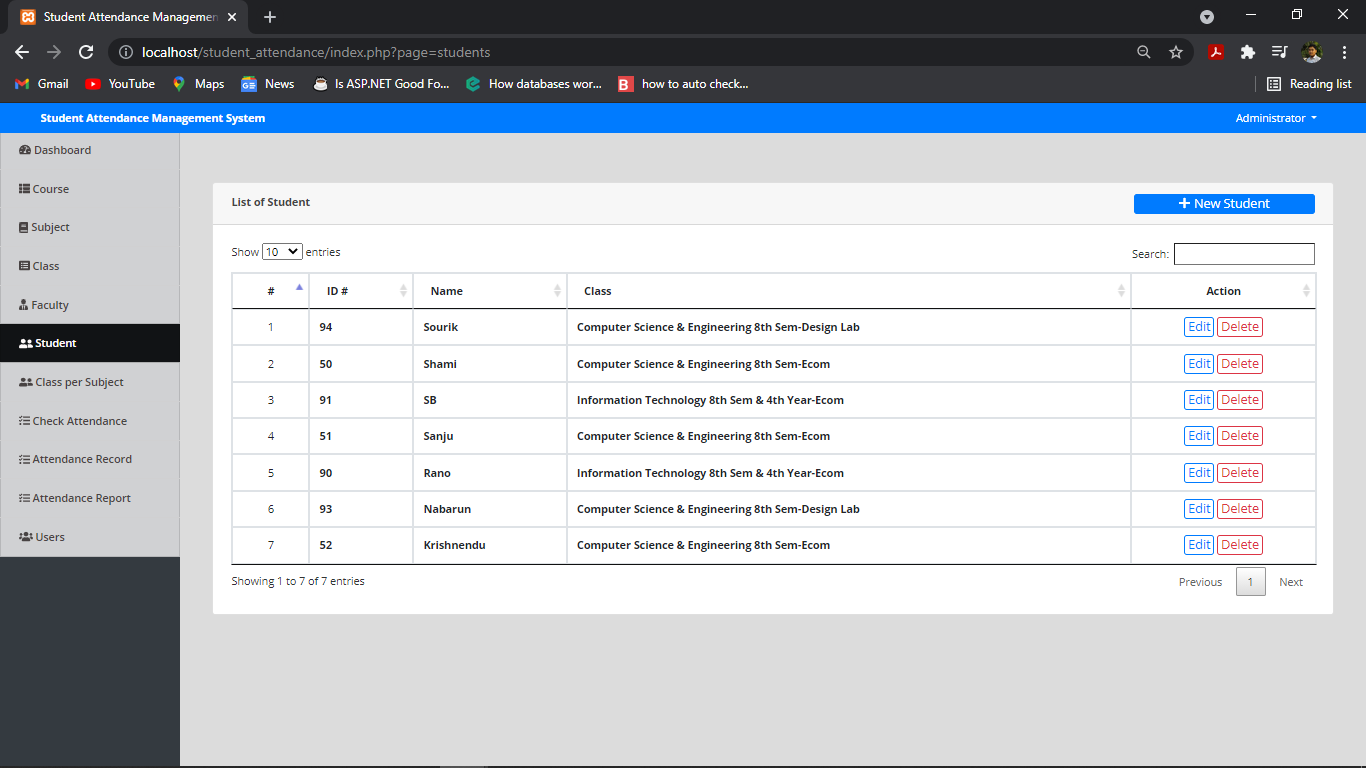 Student Attendance Managemen
localhost/student_attendance/index.php?page=students
Gmail YouTube Maps News Is ASP.NET Good Fo... How databases wor... how to auto check... Reading list
Student Attendance Management System Administrator
Dashboard
Course
Subject
Class
Faculty
Student
Class per Subject
Check Attendance
Attendance Record
Attendance Report
Users
List of Student + New Student
Show 10 entries Search:
# ID # Name Class Action
1 94 Sourik Computer Science & Engineering 8th Sem-Design Lab Edit Delete
2 50 Shami Computer Science & Engineering 8th Sem-Ecom Edit Delete
3 91 SB Information Technology 8th Sem & 4th Year-Ecom Edit Delete
4 51 Sanju Computer Science & Engineering 8th Sem-Ecom Edit Delete
5 90 Rano Information Technology 8th Sem & 4th Year-Ecom Edit Delete
6 93 Nabarun Computer Science & Engineering 8th Sem-Design Lab Edit Delete
7 52 Krishnendu Computer Science & Engineering 8th Sem-Ecom Edit Delete
Showing 1 to 7 of 7 entries Previous 1 Next